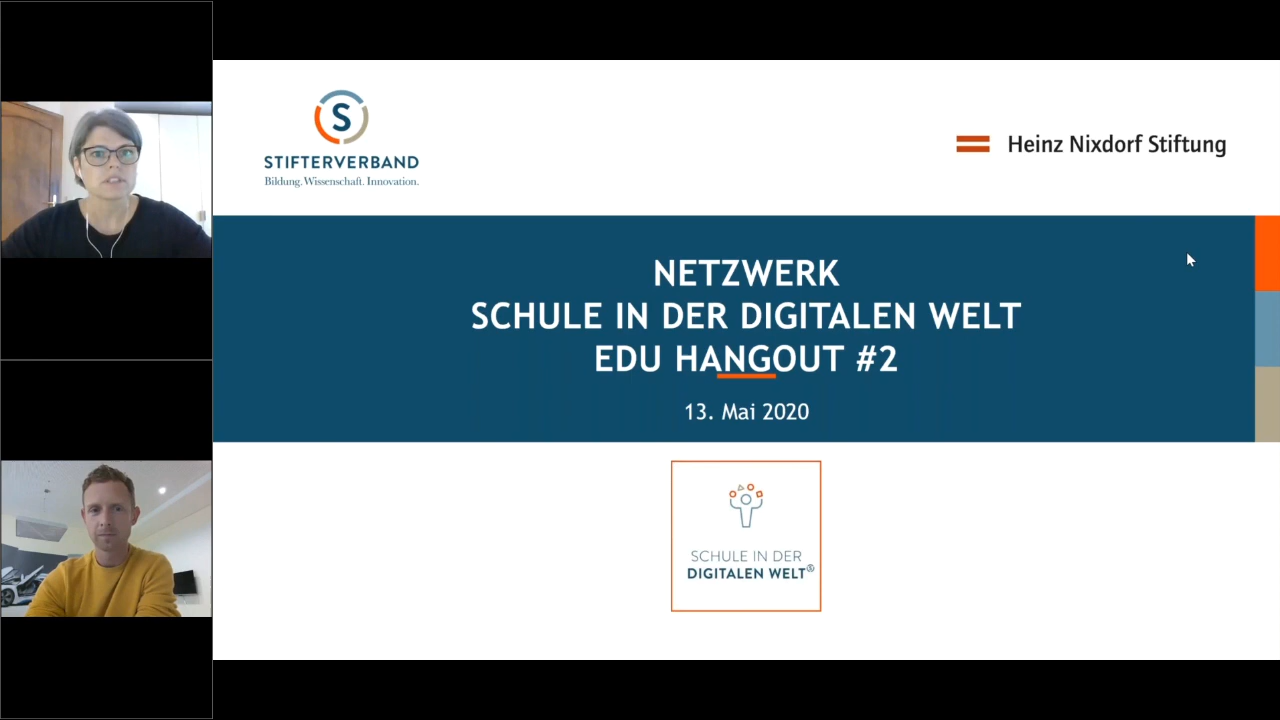 S
STIFTERVERBAND
Bildung. Wissenschaft. Innovation.
Heinz Nixdorf Stiftung
NETZWERK
SCHULE IN DER DIGITALEN WELT
EDU HANGOUT #2
13. Mai 2020
SCHULE IN DER
DIGITALEN WELT®